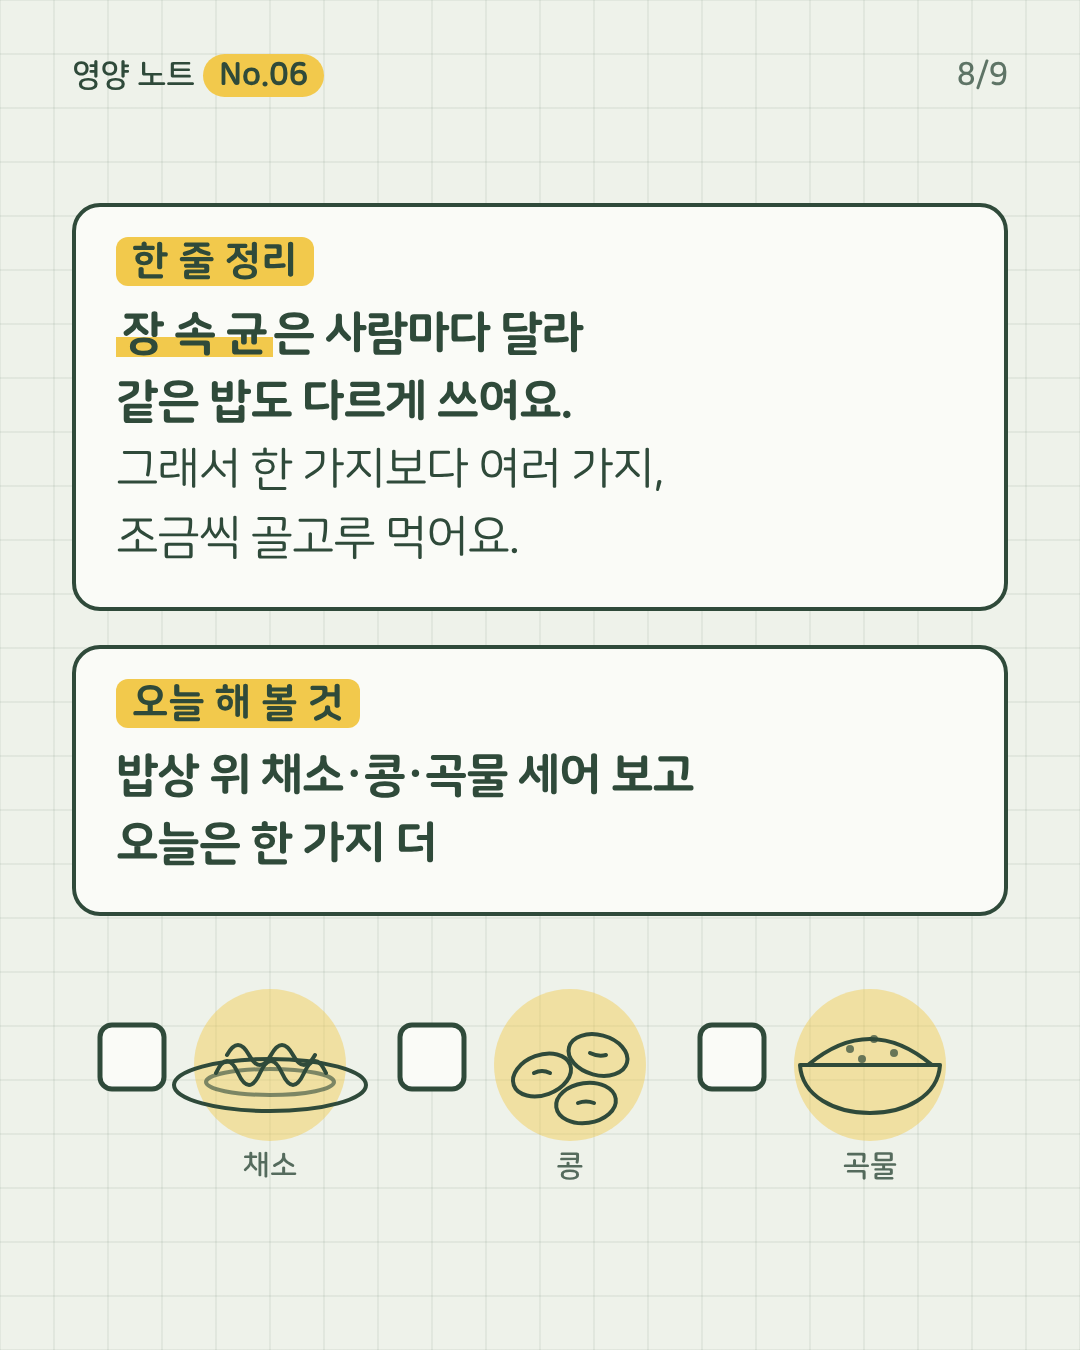 영양 노트 No.06
8/9
한 줄 정리
장 속 균은 사람마다 달라
같은 밥도 다르게 쓰여요.
그래서 한 가지보다 여러 가지,
조금씩 골고루 먹어요.
오늘 해 볼 것
밥상 위 채소·콩·곡물 세어 보고
오늘은 한 가지 더
채소
콩
곡물